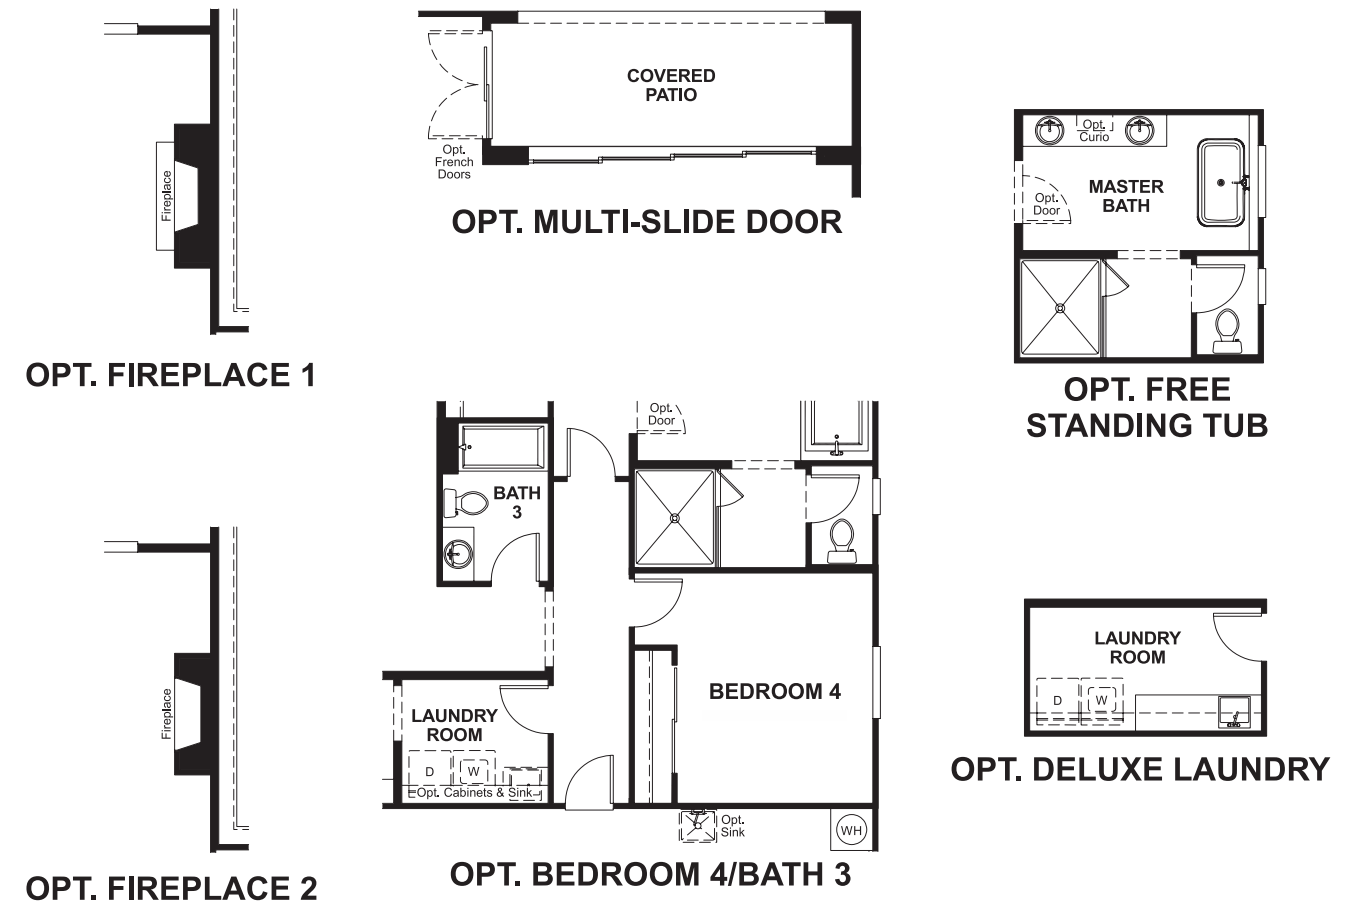 Fireplace
OPT. FIREPLACE 1
COVERED
PATIO
Opt.
French
Doors
OPT. MULTI-SLIDE DOOR
Opt.
Curio
MASTER
BATH
Opt.
Door
OPT. FREE
STANDING TUB
Opt.
Door
BATH
3
BEDROOM 4
LAUNDRY
ROOM
D
W
Opt. Cabinets & Sink
Opt.
Sink
WH
OPT. BEDROOM 4/BATH 3
LAUNDRY
ROOM
D
W
OPT. DELUXE LAUNDRY
Fireplace
OPT. FIREPLACE 2